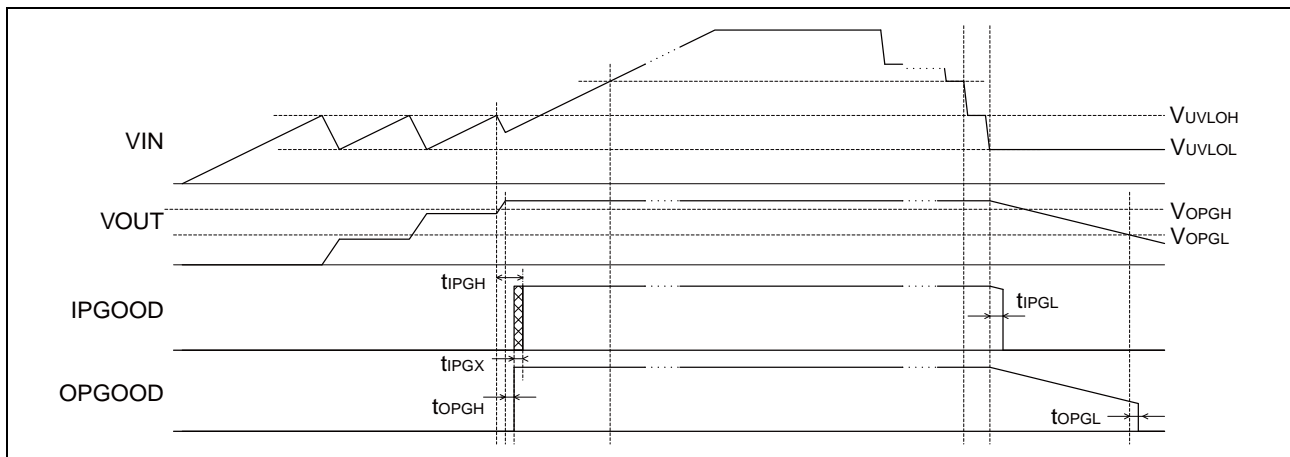 VIN
VUVLOH
VUVLOL
VOUT
VOPGH
VOPGL
tIPGH
IPGOOD
tIPGL
tIPGX
OPGOOD
tOPGH
tOPGL